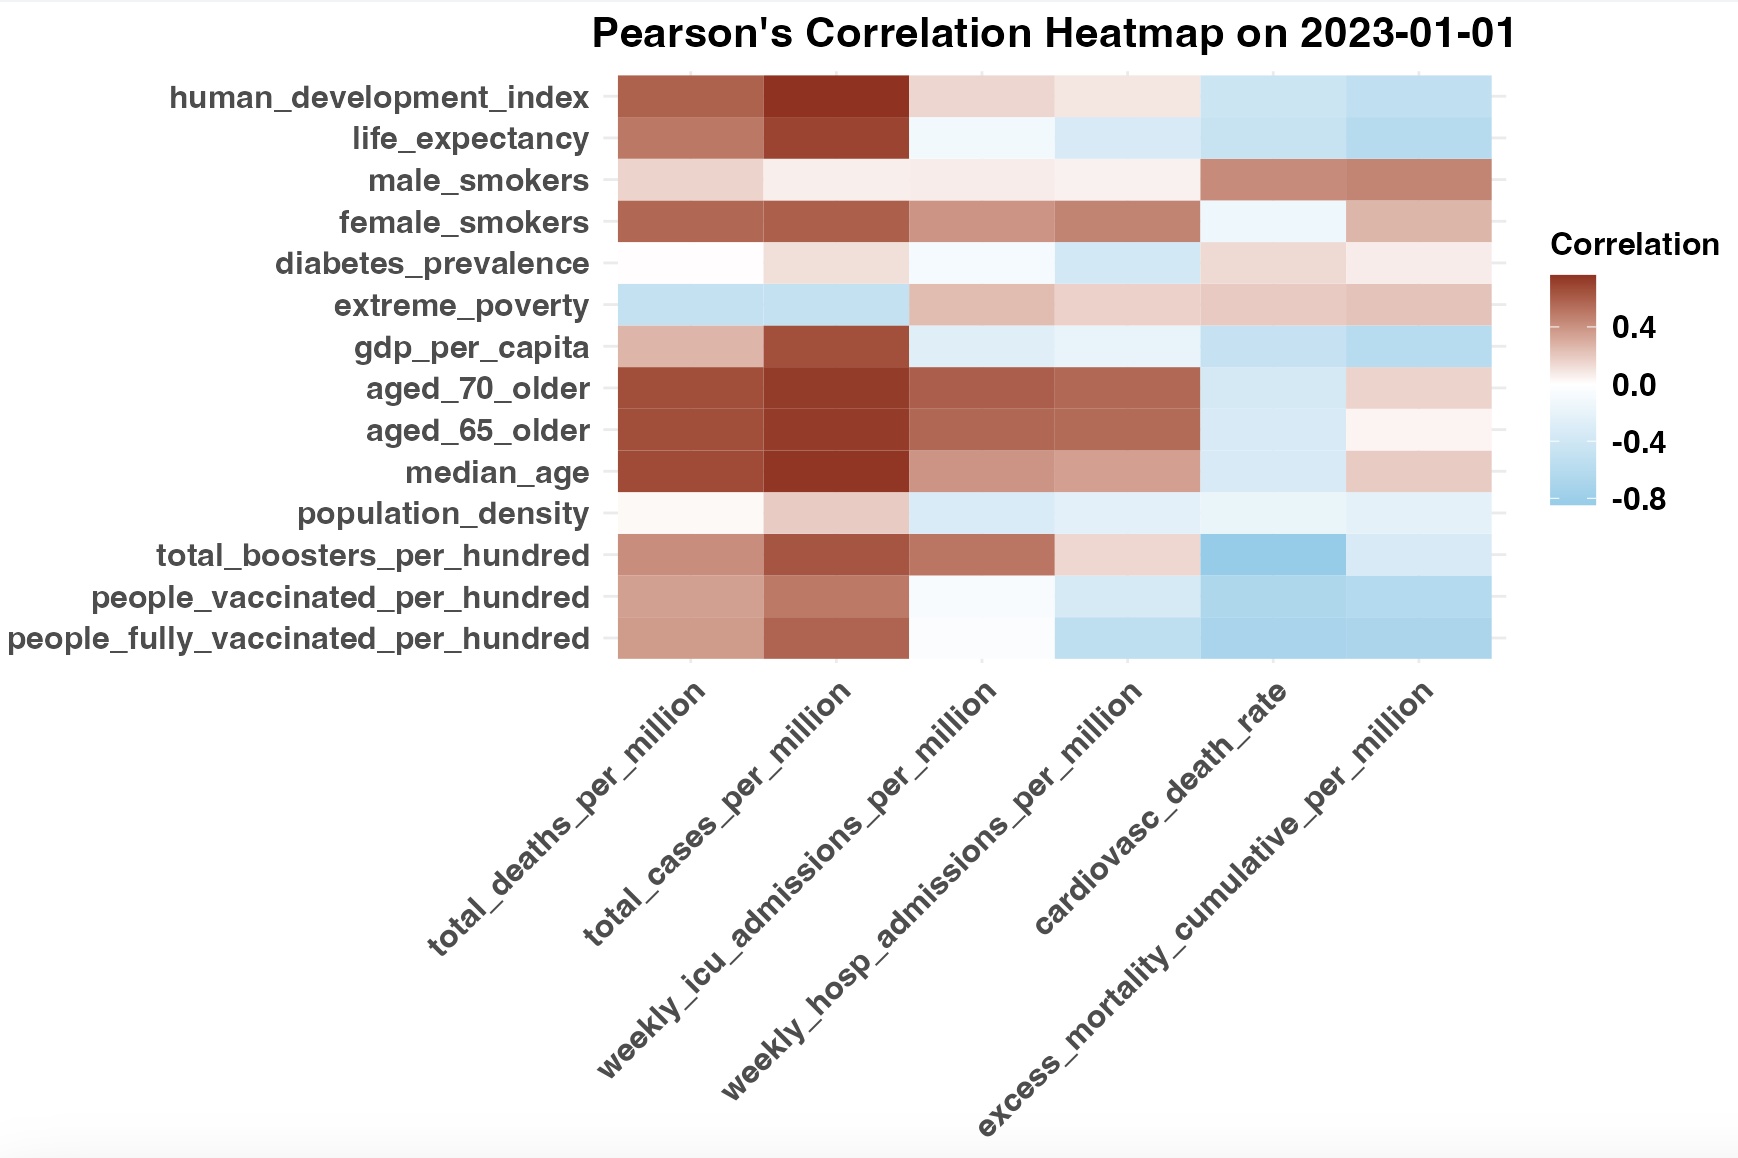 Pearson's Correlation Heatmap on 2023-01-01
human_development_index
life_expectancy
male_smokers
female_smokers
diabetes_prevalence
extreme_poverty
gdp_per_capita
aged_70_older
aged_65_older
median_age
population_density
total_boosters_per_hundred
people_vaccinated_per_hundred
people_fully_vaccinated_per_hundred
total_deaths_per_million
total_cases_per_million
weekly_icu_admissions_per_million
weekly_hosp_admissions_per_million
cardiovasc_death_rate
excess_mortality_cumulative_per_million
Correlation
0.4
0.0
-0.4
-0.8